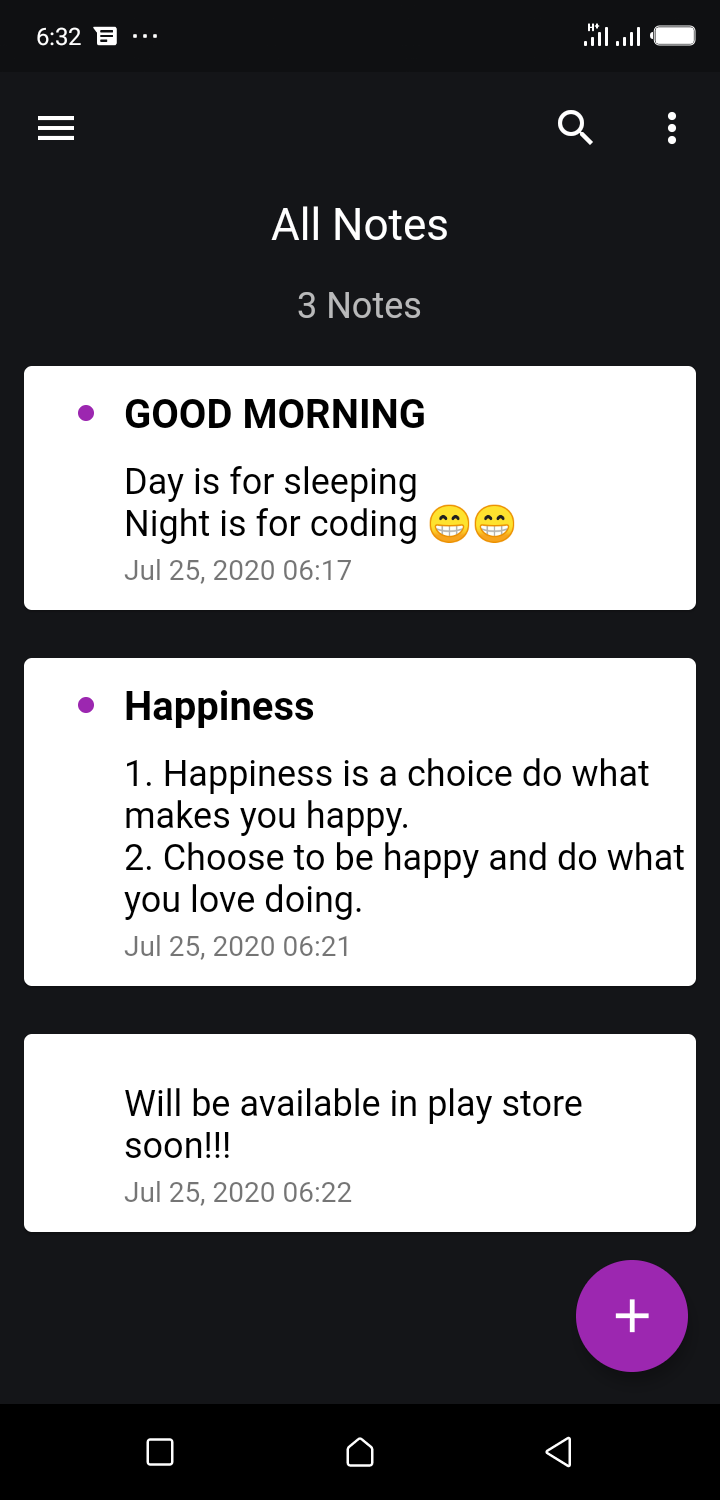 6:32
H+
All Notes
3 Notes
GOOD MORNING
Day is for sleeping
Night is for coding 😁😁
Jul 25, 2020 06:17
Happiness
1. Happiness is a choice do what
makes you happy.
2. Choose to be happy and do what
you love doing.
Jul 25, 2020 06:21
Will be available in play store
soon!!!
Jul 25, 2020 06:22